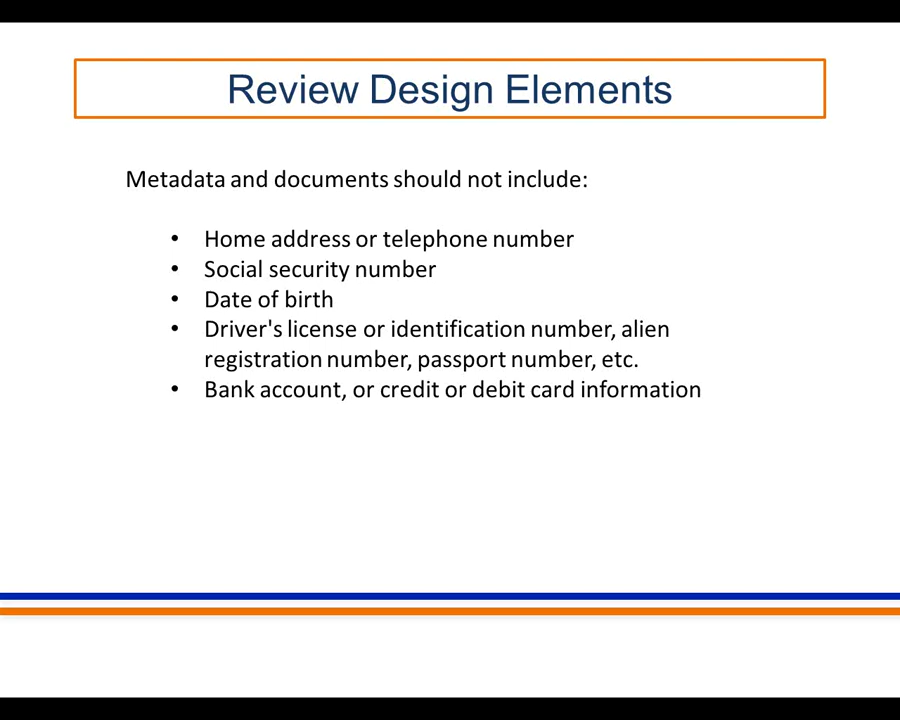 Review Design Elements
Metadata and documents should not include:
• Home address or telephone number
• Social security number
• Date of birth
• Driver's license or identification number, alien
registration number, passport number, etc.
• Bank account, or credit or debit card information